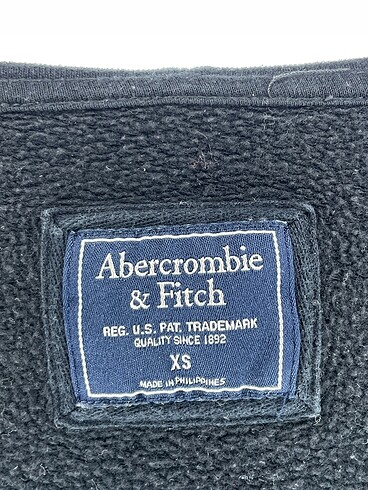 Abercrombie
& Fitch
REG. U.S. PAT. TRADEMARK
QUALITY SINCE 1892
XS
MADE IN PHILIPPINES